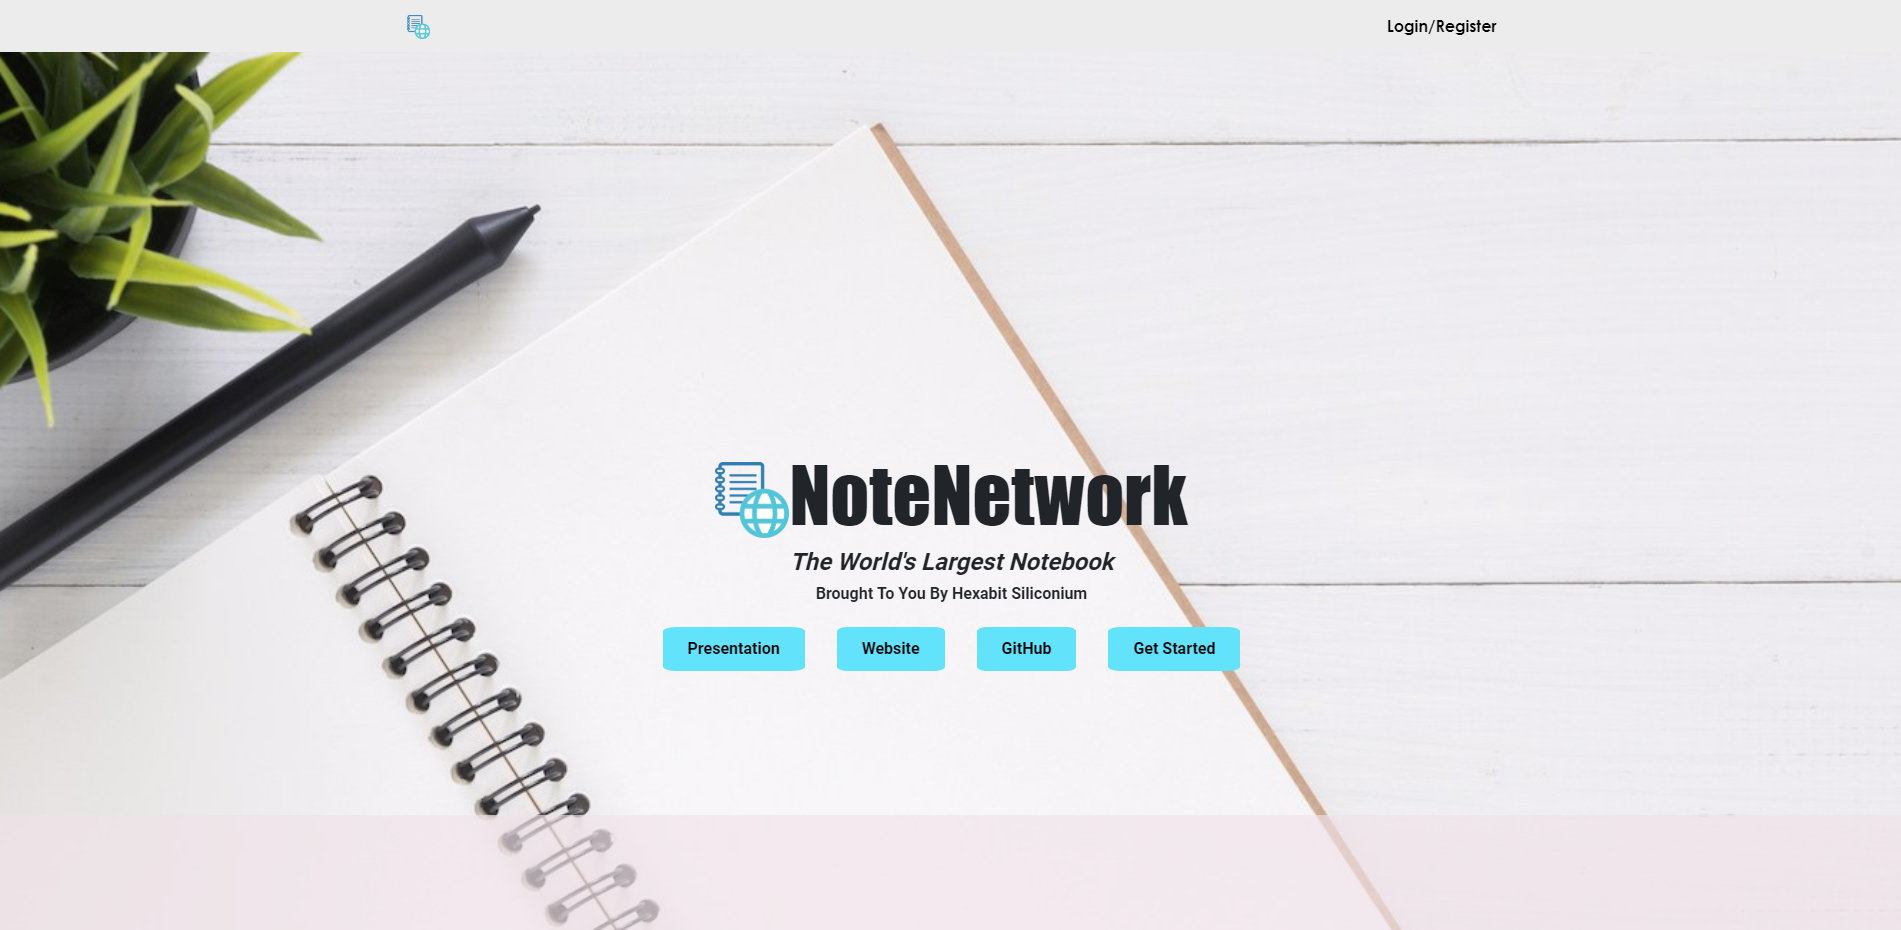 Login/Register
NoteNetwork
The World's Largest Notebook
Brought To You By Hexabit Siliconium
Presentation
Website
GitHub
Get Started